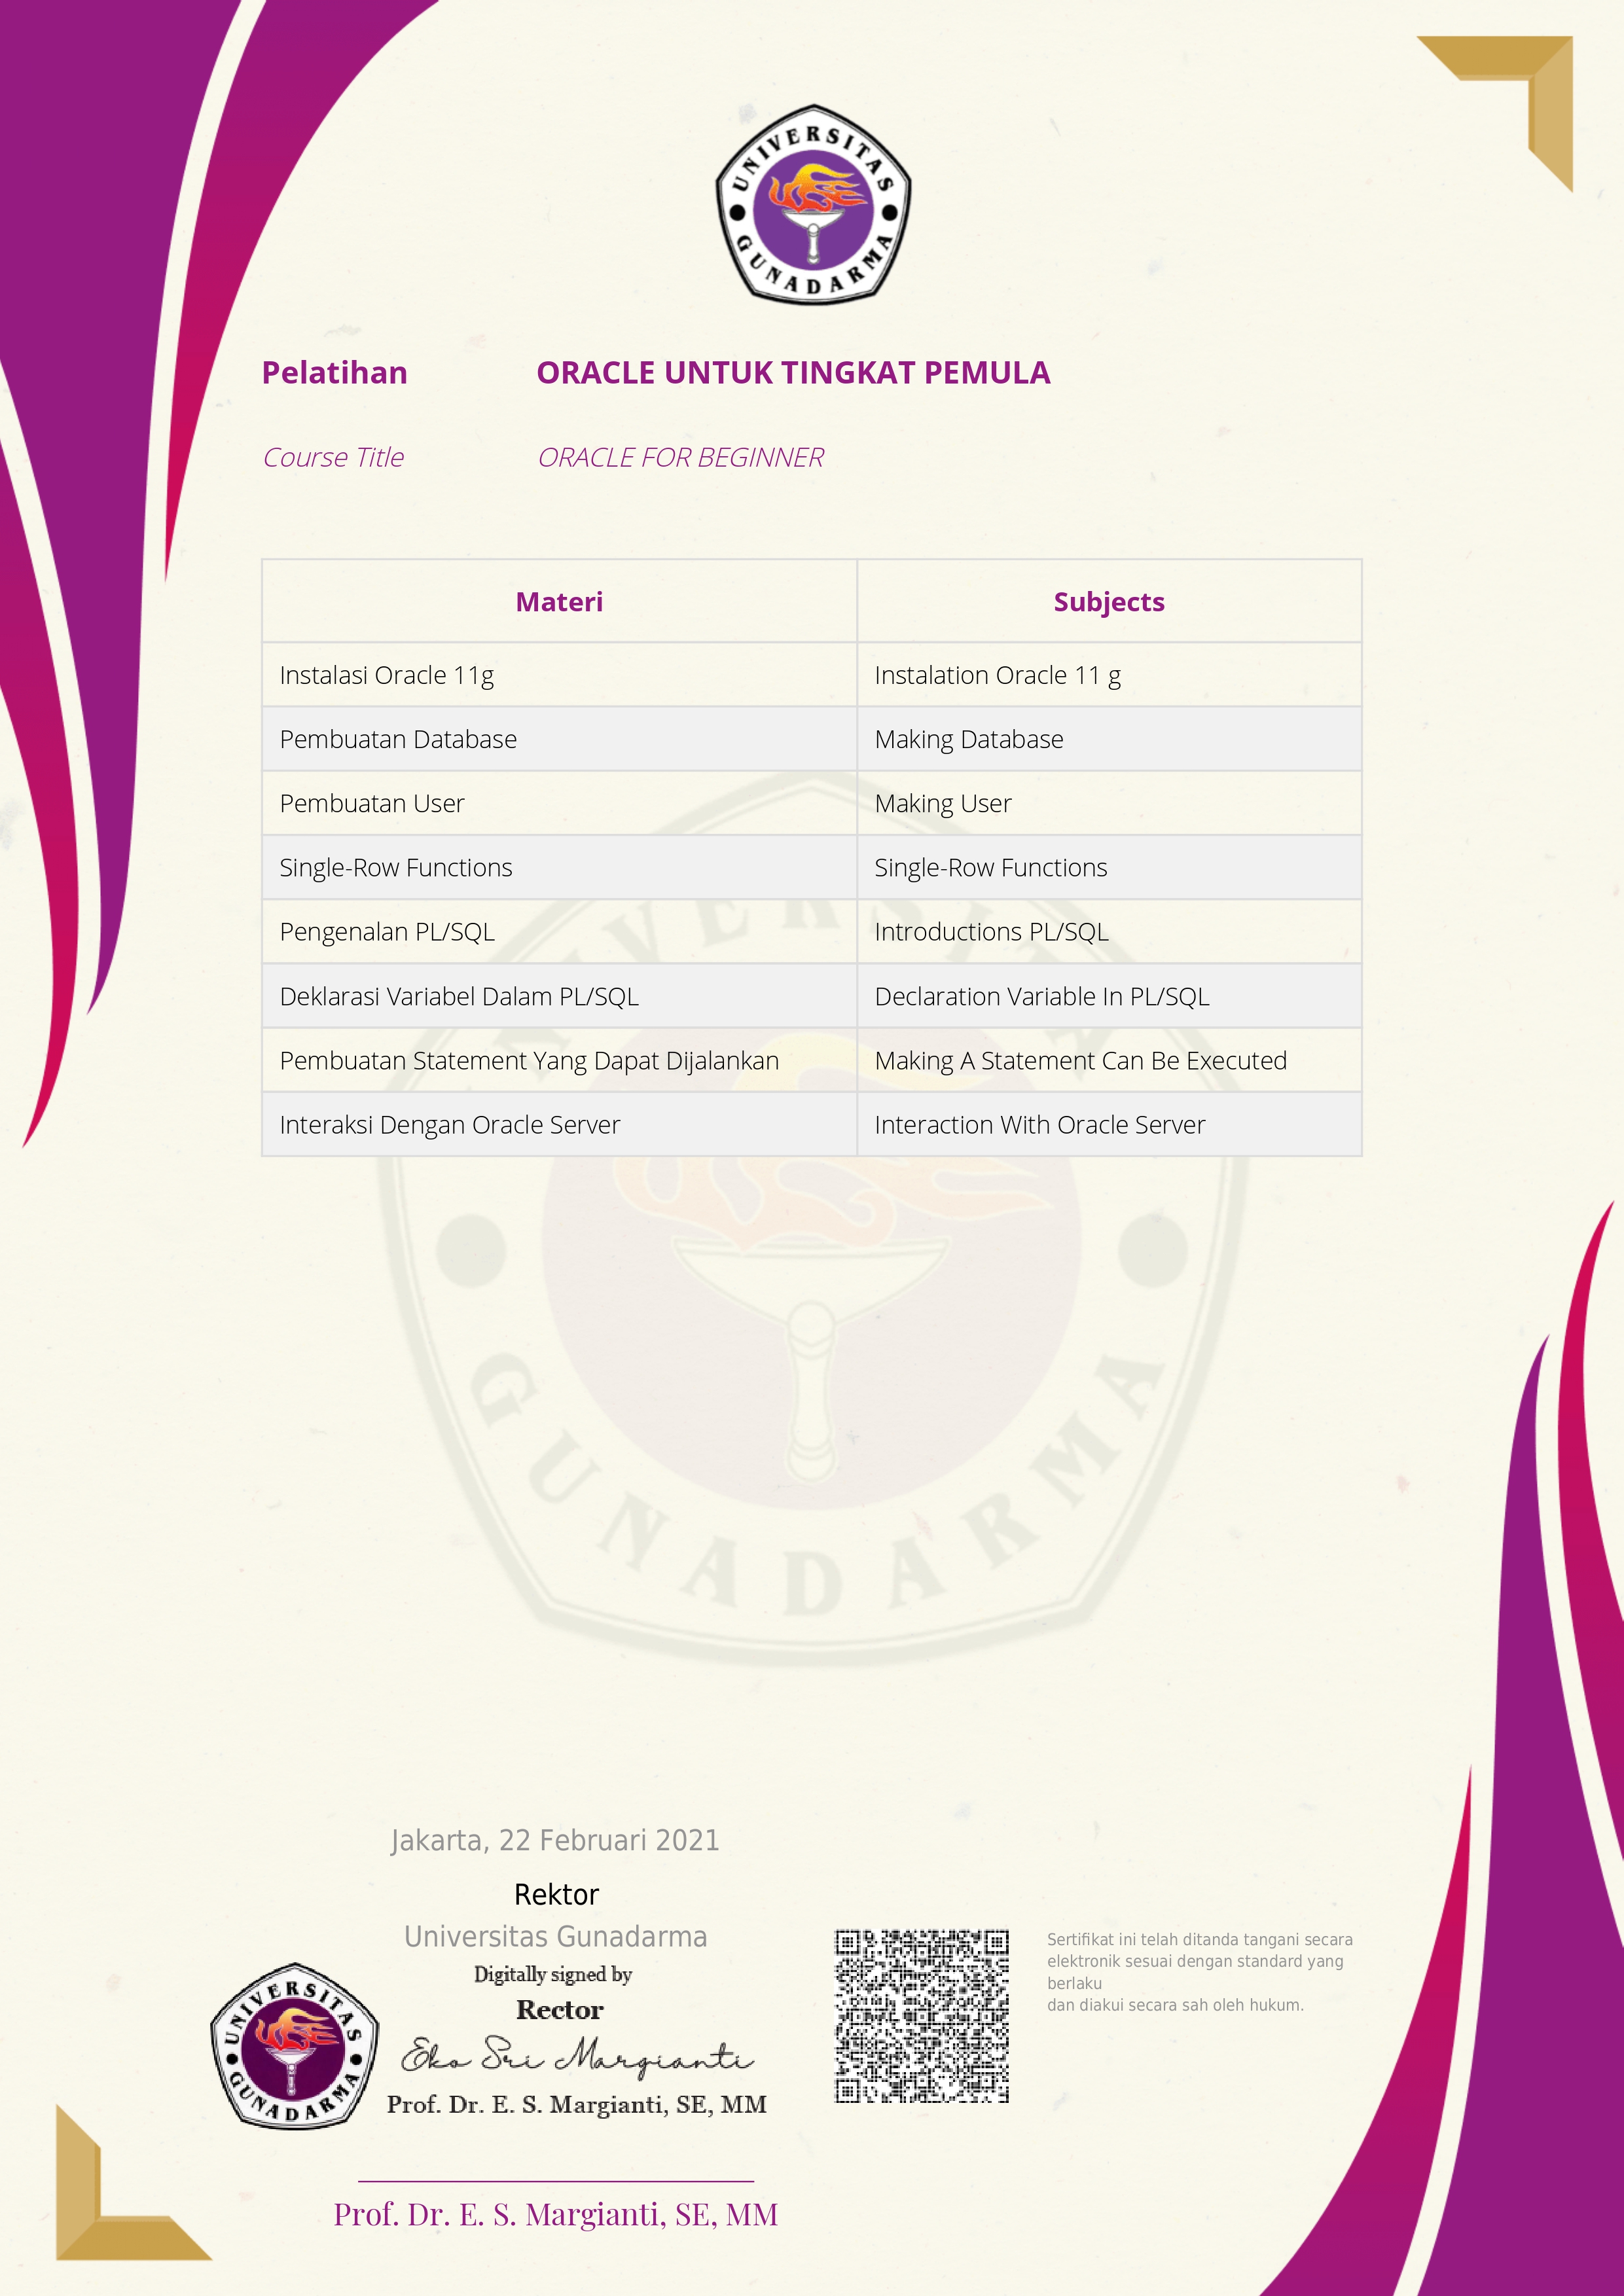 UNIVERSITAS GUNADARMA
Pelatihan ORACLE UNTUK TINGKAT PEMULA
Course Title ORACLE FOR BEGINNER
Materi Subjects
Instalasi Oracle 11g Instalation Oracle 11 g
Pembuatan Database Making Database
Pembuatan User Making User
Single-Row Functions Single-Row Functions
Pengenalan PL/SQL Introductions PL/SQL
Deklarasi Variabel Dalam PL/SQL Declaration Variable In PL/SQL
Pembuatan Statement Yang Dapat Dijalankan Making A Statement Can Be Executed
Interaksi Dengan Oracle Server Interaction With Oracle Server
UNIVERSITAS GUNADARMA
Jakarta, 22 Februari 2021
Rektor
Universitas Gunadarma
Digitally signed by
Rector
Eko Sri Margianti
Prof. Dr. E. S. Margianti, SE, MM
UNIVERSITAS GUNADARMA
Sertifikat ini telah ditanda tangani secara
elektronik sesuai dengan standard yang
berlaku
dan diakui secara sah oleh hukum.
Prof. Dr. E. S. Margianti, SE, MM